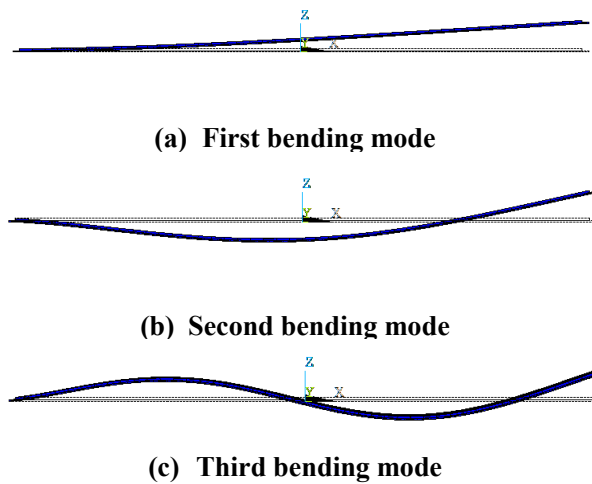 Z
Y X
(a) First bending mode
Z
Y X
(b) Second bending mode
Z
Y X
(c) Third bending mode